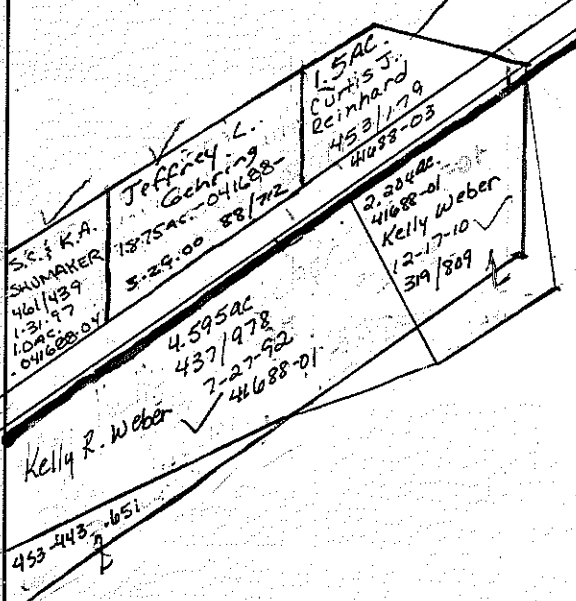 S.C. & K.A.
SHUMAKER
461/439
1.31.97
1.0AC.
.041688.04
Jeffrey L.
Gehring
18.75AC.-041688-
3.29.00 88/712
1.5AC.
Curtis J.
Reinhard
453/179
41688-03
2.204AC.
41688-01
Kelly Weber
12-17-10
319/809
4.595AC
437/978
7-27-92
41688-01
Kelly R. Weber
453-443 .651